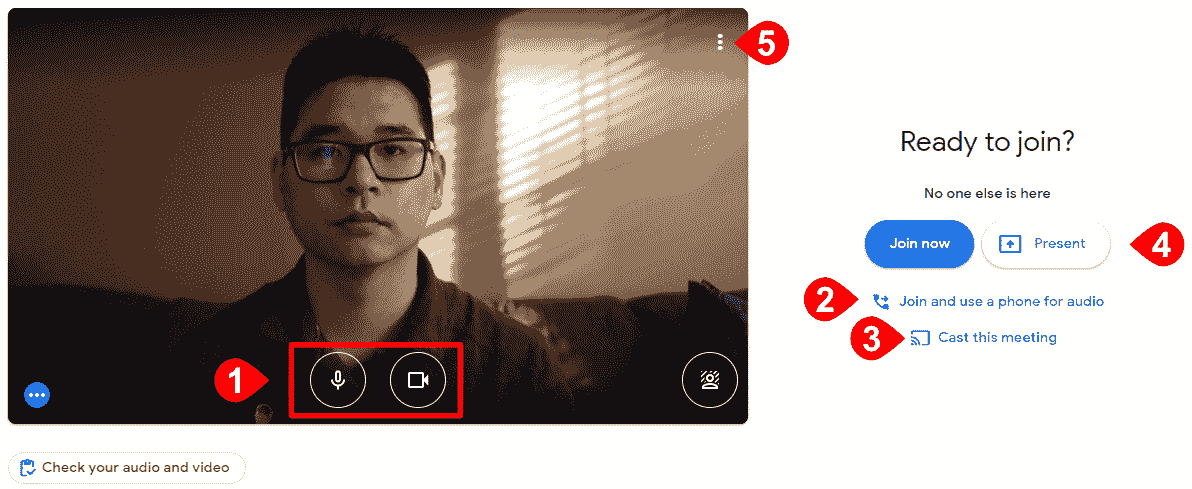 5
Ready to join?
No one else is here
Join now
Present
4
2
Join and use a phone for audio
3
Cast this meeting
1
Check your audio and video